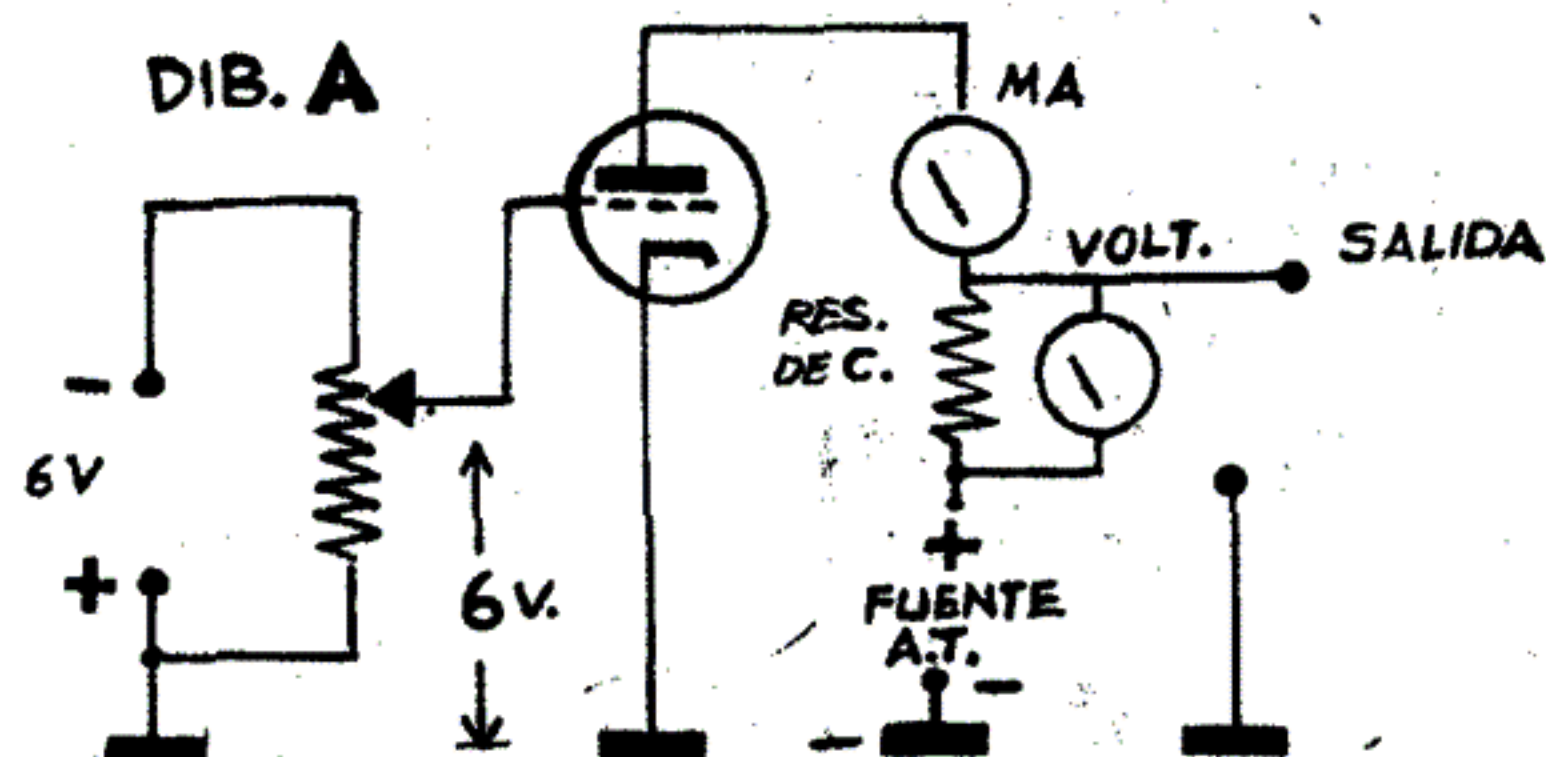 DIB. A
MA
VOLT.
SALIDA
RES.
DE C.
-
6V
+
6V.
+
FUENTE
A.T.
-
-